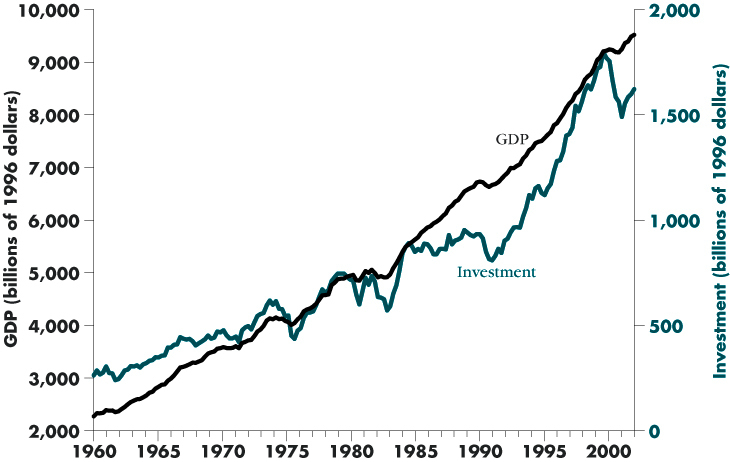 10,000
9,000
8,000
7,000
6,000
5,000
4,000
3,000
2,000
GDP (billions of 1996 dollars)
2,000
1,500
1,000
500
0
Investment (billions of 1996 dollars)
GDP
Investment
1960 1965 1970 1975 1980 1985 1990 1995 2000